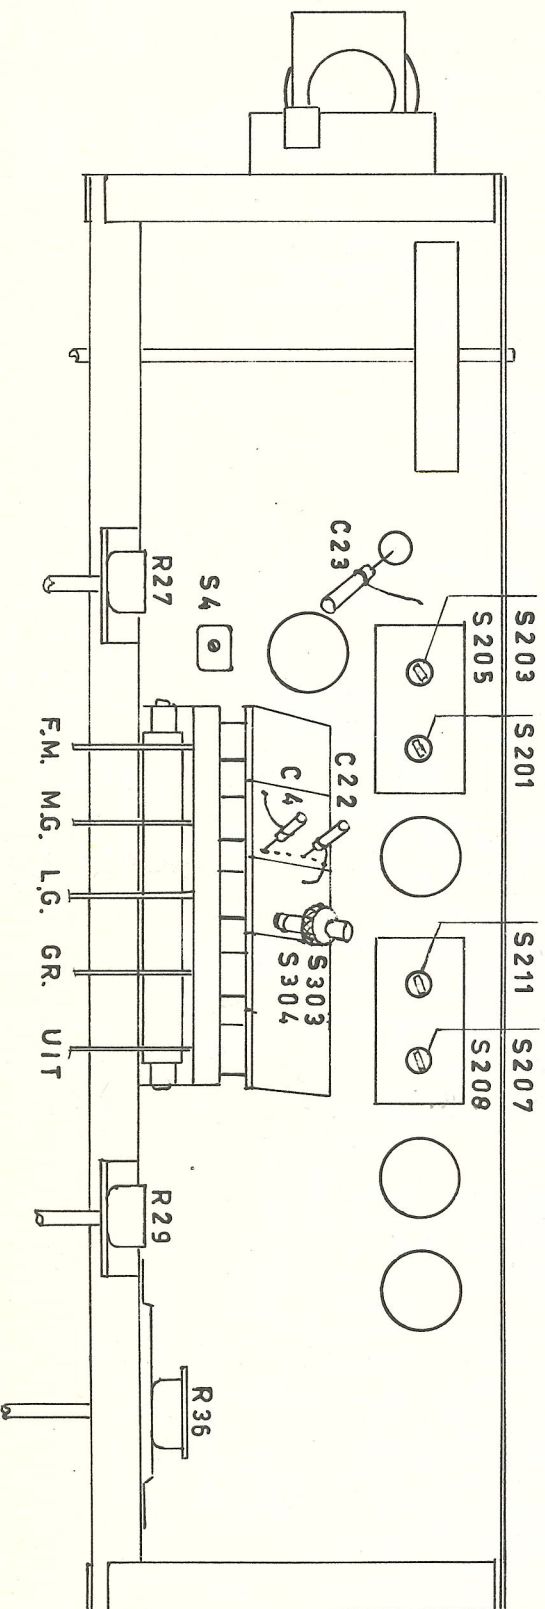 S203
S205
S201
S211
S207
S208
C23
C22
C4
S303
S304
S4
R27
R29
R36
F.M. M.G. L.G. GR. UIT